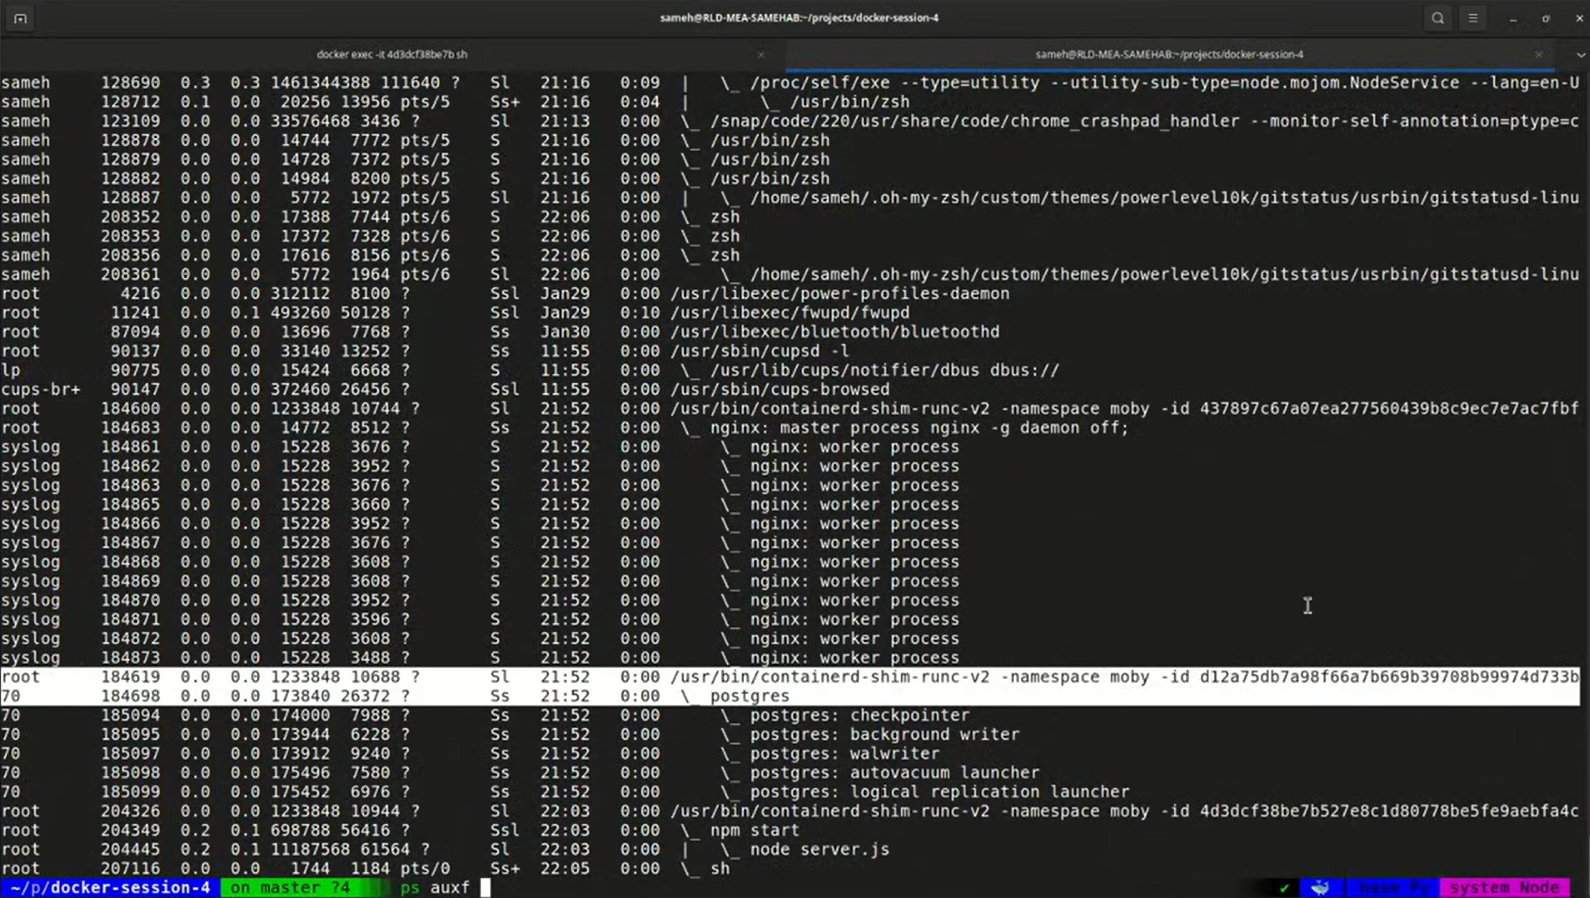 sameh@RLD-MEA-SAMEHAB:~/projects/docker-session-4
docker exec -it 4d3dcf38be7b sh
sameh@RLD-MEA-SAMEHAB:~/projects/docker-session-4
sameh 128690 0.3 0.3 1461344388 111640 ? Sl 21:16 0:09 | \_ /proc/self/exe --type=utility --utility-sub-type=node.mojom.NodeService --lang=en-U
sameh 128712 0.1 0.0 20256 13956 pts/5 Ss+ 21:16 0:04 | \_ /usr/bin/zsh
sameh 123109 0.0 0.0 33576468 3436 ? Sl 21:13 0:00 \_ /snap/code/220/usr/share/code/chrome_crashpad_handler --monitor-self-annotation=ptype=c
sameh 128878 0.0 0.0 14744 7772 pts/5 S 21:16 0:00 \_ /usr/bin/zsh
sameh 128879 0.0 0.0 14728 7372 pts/5 S 21:16 0:00 \_ /usr/bin/zsh
sameh 128882 0.0 0.0 14984 8200 pts/5 S 21:16 0:00 \_ /usr/bin/zsh
sameh 128887 0.0 0.0 5772 1972 pts/5 Sl 21:16 0:00 | \_ /home/sameh/.oh-my-zsh/custom/themes/powerlevel10k/gitstatus/usrbin/gitstatusd-linu
sameh 208352 0.0 0.0 17388 7744 pts/6 S 22:06 0:00 \_ zsh
sameh 208353 0.0 0.0 17372 7328 pts/6 S 22:06 0:00 \_ zsh
sameh 208356 0.0 0.0 17616 8156 pts/6 S 22:06 0:00 \_ zsh
sameh 208361 0.0 0.0 5772 1964 pts/6 Sl 22:06 0:00 \_ /home/sameh/.oh-my-zsh/custom/themes/powerlevel10k/gitstatus/usrbin/gitstatusd-linu
root 4216 0.0 0.0 312112 8100 ? Ssl Jan29 0:00 /usr/libexec/power-profiles-daemon
root 11241 0.0 0.1 493260 50128 ? Ssl Jan29 0:10 /usr/libexec/fwupd/fwupd
root 87094 0.0 0.0 13696 7768 ? Ss Jan30 0:00 /usr/libexec/bluetooth/bluetoothd
root 90137 0.0 0.0 33140 13252 ? Ss 11:55 0:00 /usr/sbin/cupsd -l
lp 90775 0.0 0.0 15424 6668 ? S 11:55 0:00 \_ /usr/lib/cups/notifier/dbus dbus://
cups-br+ 90147 0.0 0.0 372460 26456 ? Ssl 11:55 0:00 /usr/sbin/cups-browsed
root 184600 0.0 0.0 1233848 10744 ? Sl 21:52 0:00 /usr/bin/containerd-shim-runc-v2 -namespace moby -id 437897c67a07ea277560439b8c9ec7e7ac7fbf
root 184683 0.0 0.0 14772 8512 ? Ss 21:52 0:00 \_ nginx: master process nginx -g daemon off;
syslog 184861 0.0 0.0 15228 3676 ? S 21:52 0:00 \_ nginx: worker process
syslog 184862 0.0 0.0 15228 3952 ? S 21:52 0:00 \_ nginx: worker process
syslog 184863 0.0 0.0 15228 3676 ? S 21:52 0:00 \_ nginx: worker process
syslog 184865 0.0 0.0 15228 3660 ? S 21:52 0:00 \_ nginx: worker process
syslog 184866 0.0 0.0 15228 3952 ? S 21:52 0:00 \_ nginx: worker process
syslog 184867 0.0 0.0 15228 3676 ? S 21:52 0:00 \_ nginx: worker process
syslog 184868 0.0 0.0 15228 3608 ? S 21:52 0:00 \_ nginx: worker process
syslog 184869 0.0 0.0 15228 3608 ? S 21:52 0:00 \_ nginx: worker process
syslog 184870 0.0 0.0 15228 3952 ? S 21:52 0:00 \_ nginx: worker process
syslog 184871 0.0 0.0 15228 3596 ? S 21:52 0:00 \_ nginx: worker process
syslog 184872 0.0 0.0 15228 3608 ? S 21:52 0:00 \_ nginx: worker process
syslog 184873 0.0 0.0 15228 3488 ? S 21:52 0:00 \_ nginx: worker process
root 184619 0.0 0.0 1233848 10688 ? Sl 21:52 0:00 /usr/bin/containerd-shim-runc-v2 -namespace moby -id d12a75db7a98f66a7b669b39708b99974d733b
70 184698 0.0 0.0 173840 26372 ? Ss 21:52 0:00 \_ postgres
70 185094 0.0 0.0 174000 7988 ? Ss 21:52 0:00 \_ postgres: checkpointer
70 185095 0.0 0.0 173944 6228 ? Ss 21:52 0:00 \_ postgres: background writer
70 185097 0.0 0.0 173912 9240 ? Ss 21:52 0:00 \_ postgres: walwriter
70 185098 0.0 0.0 175496 7580 ? Ss 21:52 0:00 \_ postgres: autovacuum launcher
70 185099 0.0 0.0 175452 6976 ? Ss 21:52 0:00 \_ postgres: logical replication launcher
root 204326 0.0 0.0 1233848 10944 ? Sl 22:03 0:00 /usr/bin/containerd-shim-runc-v2 -namespace moby -id 4d3dcf38be7b527e8c1d80778be5fe9aebfa4c
root 204349 0.2 0.1 698788 56416 ? Ssl 22:03 0:00 \_ npm start
root 204445 0.2 0.1 11187568 61564 ? Sl 22:03 0:00 | \_ node server.js
root 207116 0.0 0.0 1744 1184 pts/0 Ss+ 22:05 0:00 \_ sh
~/p/docker-session-4 on master ?4 ps auxf ✔ base Py system Node